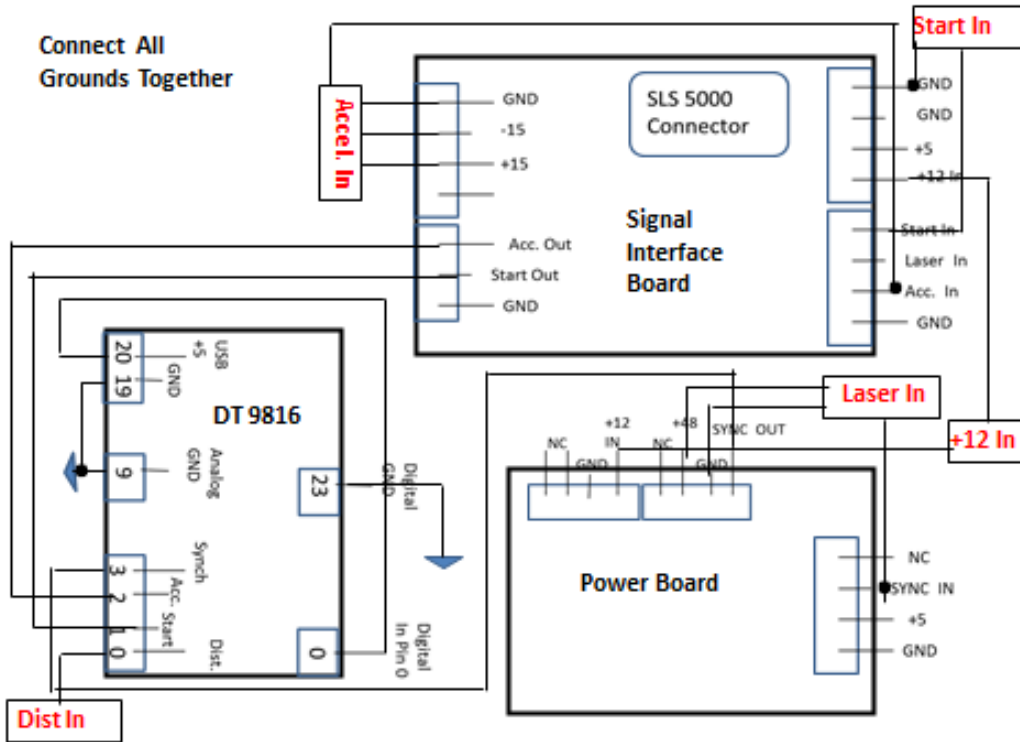 Connect All
Grounds Together
Start In
Accel. In
GND
-15
+15
Acc. Out
Start Out
GND
SLS 5000
Connector
Signal
Interface
Board
GND
GND
+5
+12 In
Start In
Laser In
Acc. In
GND
20
19
USB
+5
GND
DT 9816
9
Analog
GND
23
Digital
GND
3
2
1
0
Synch
Acc.
Start
Dist.
0
Digital
In Pin 0
Dist In
Laser In
+12 In
NC
GND
+12
IN
NC
+48
GND
SYNC OUT
Power Board
NC
SYNC IN
+5
GND